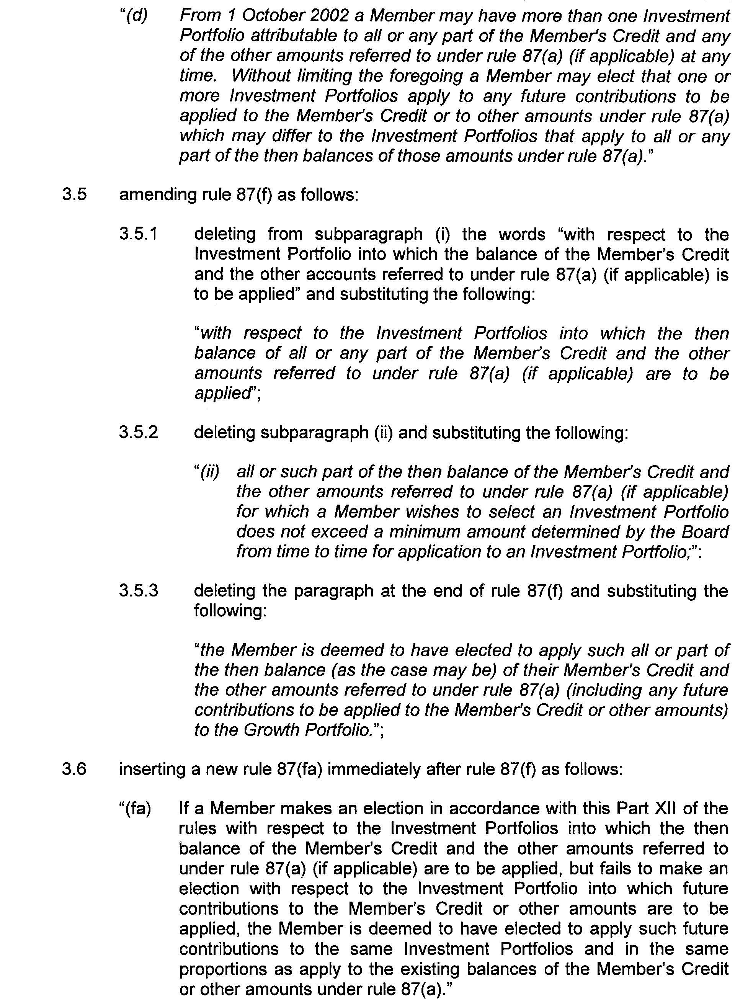 “(d) From 1 October 2002 a Member may have more than one Investment
Portfolio attributable to all or any part of the Member's Credit and any
of the other amounts referred to under rule 87(a) (if applicable) at any
time. Without limiting the foregoing a Member may elect that one or
more Investment Portfolios apply to any future contributions to be
applied to the Member’s Credit or to other amounts under rule 87(a)
which may differ to the Investment Portfolios that apply to all or any
part of the then balances of those amounts under rule 87(a).”
3.5 amending rule 87(f) as follows:
3.5.1 deleting from subparagraph (i) the words “with respect to the
Investment Portfolio into which the balance of the Member’s Credit
and the other accounts referred to under rule 87(a) (if applicable) is
to be applied” and substituting the following:
“with respect to the Investment Portfolios into which the then
balance of all or any part of the Member’s Credit and the other
amounts referred to under rule 87(a) (if applicable) are to be
applied”;
3.5.2 deleting subparagraph (ii) and substituting the following:
“(ii) all or such part of the then balance of the Member’s Credit and
the other amounts referred to under rule 87(a) (if applicable)
for which a Member wishes to select an Investment Portfolio
does not exceed a minimum amount determined by the Board
from time to time for application to an Investment Portfolio;”:
3.5.3 deleting the paragraph at the end of rule 87(f) and substituting the
following:
“the Member is deemed to have elected to apply such all or part of
the then balance (as the case may be) of their Member's Credit and
the other amounts referred to under rule 87(a) (including any future
contributions to be applied to the Member's Credit or other amounts)
to the Growth Portfolio.”;
3.6 inserting a new rule 87(fa) immediately after rule 87(f) as follows:
“(fa) If a Member makes an election in accordance with this Part XII of the
rules with respect to the Investment Portfolios into which the then
balance of the Member’s Credit and the other amounts referred to
under rule 87(a) (if applicable) are to be applied, but fails to make an
election with respect to the Investment Portfolio into which future
contributions to the Member’s Credit or other amounts are to be
applied, the Member is deemed to have elected to apply such future
contributions to the same Investment Portfolios and in the same
proportions as apply to the existing balances of the Member’s Credit
or other amounts under rule 87(a).”